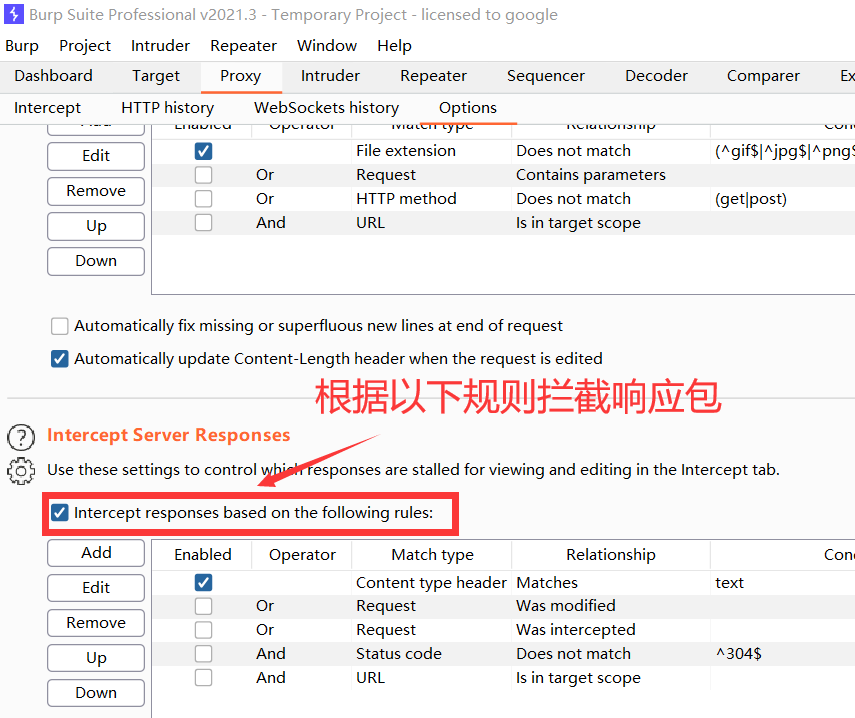 Burp Suite Professional v2021.3 - Temporary Project - licensed to google
Burp Project Intruder Repeater Window Help
Dashboard Target Proxy Intruder Repeater Sequencer Decoder Comparer Ex
Intercept HTTP history WebSockets history Options
Enabled Operator Match type Relationship Con
Edit File extension Does not match (^gif$|^jpg$|^png$
Or Request Contains parameters
Remove Or HTTP method Does not match (get|post)
Up And URL Is in target scope
Down
Automatically fix missing or superfluous new lines at end of request
Automatically update Content-Length header when the request is edited
根据以下规则拦截响应包
Intercept Server Responses
Use these settings to control which responses are stalled for viewing and editing in the Intercept tab.
Intercept responses based on the following rules:
Add Enabled Operator Match type Relationship Con
Edit Content type header Matches text
Or Request Was modified
Remove Or Request Was intercepted
Up And Status code Does not match ^304$
And URL Is in target scope
Down